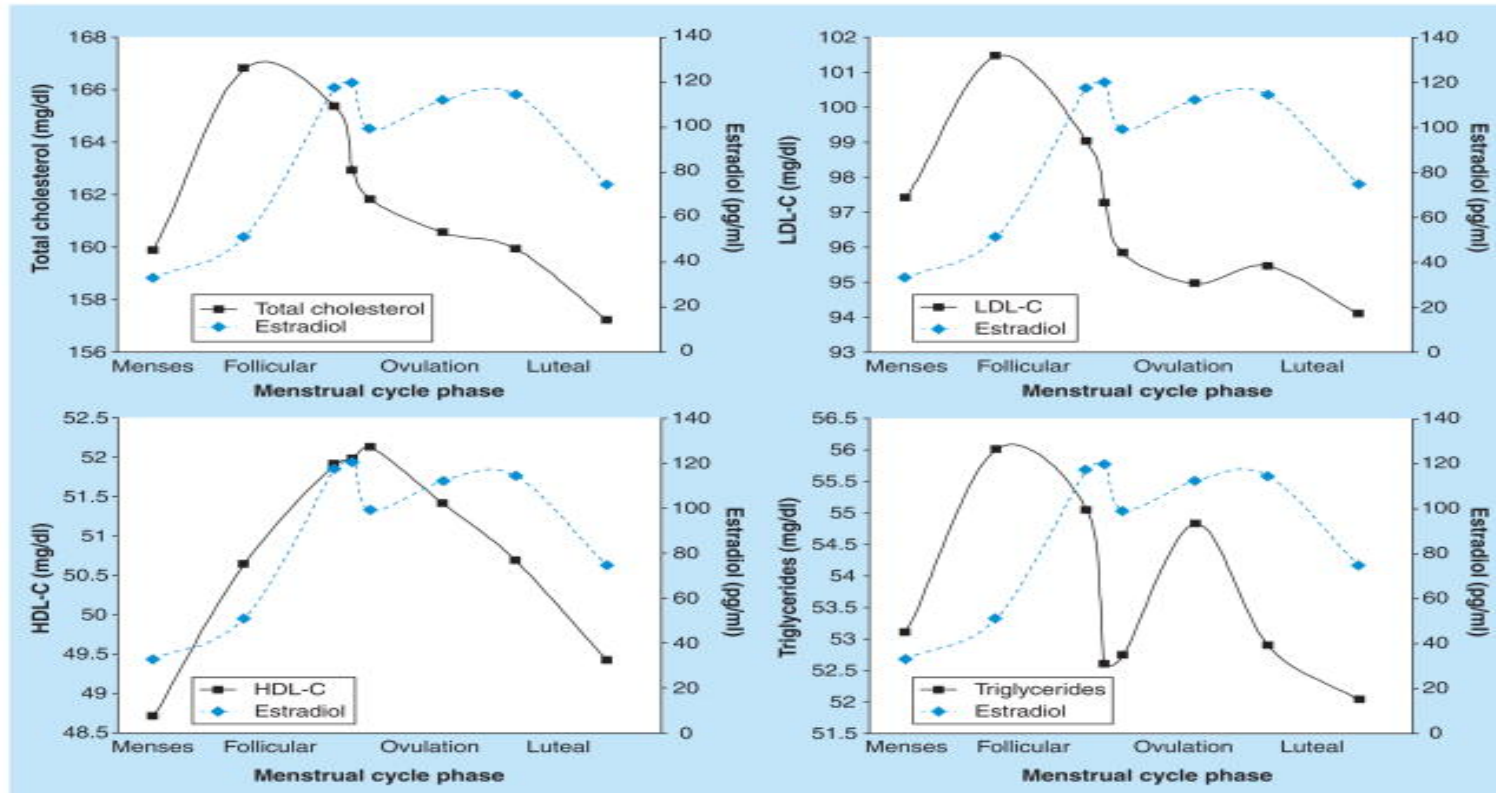 168
166
164
162
160
158
156
Total cholesterol (mg/dl)
140
120
100
80
60
40
20
0
Estradiol (pg/ml)
Total cholesterol
Estradiol
Menses Follicular Ovulation Luteal
Menstrual cycle phase
102
101
100
99
98
97
96
95
94
93
LDL-C (mg/dl)
140
120
100
80
60
40
20
0
Estradiol (pg/ml)
LDL-C
Estradiol
Menses Follicular Ovulation Luteal
Menstrual cycle phase
52.5
52
51.5
51
50.5
50
49.5
49
48.5
HDL-C (mg/dl)
140
120
100
80
60
40
20
0
Estradiol (pg/ml)
HDL-C
Estradiol
Menses Follicular Ovulation Luteal
Menstrual cycle phase
56.5
56
55.5
55
54.5
54
53.5
53
52.5
52
51.5
Triglycerides (mg/dl)
140
120
100
80
60
40
20
0
Estradiol (pg/ml)
Triglycerides
Estradiol
Menses Follicular Ovulation Luteal
Menstrual cycle phase